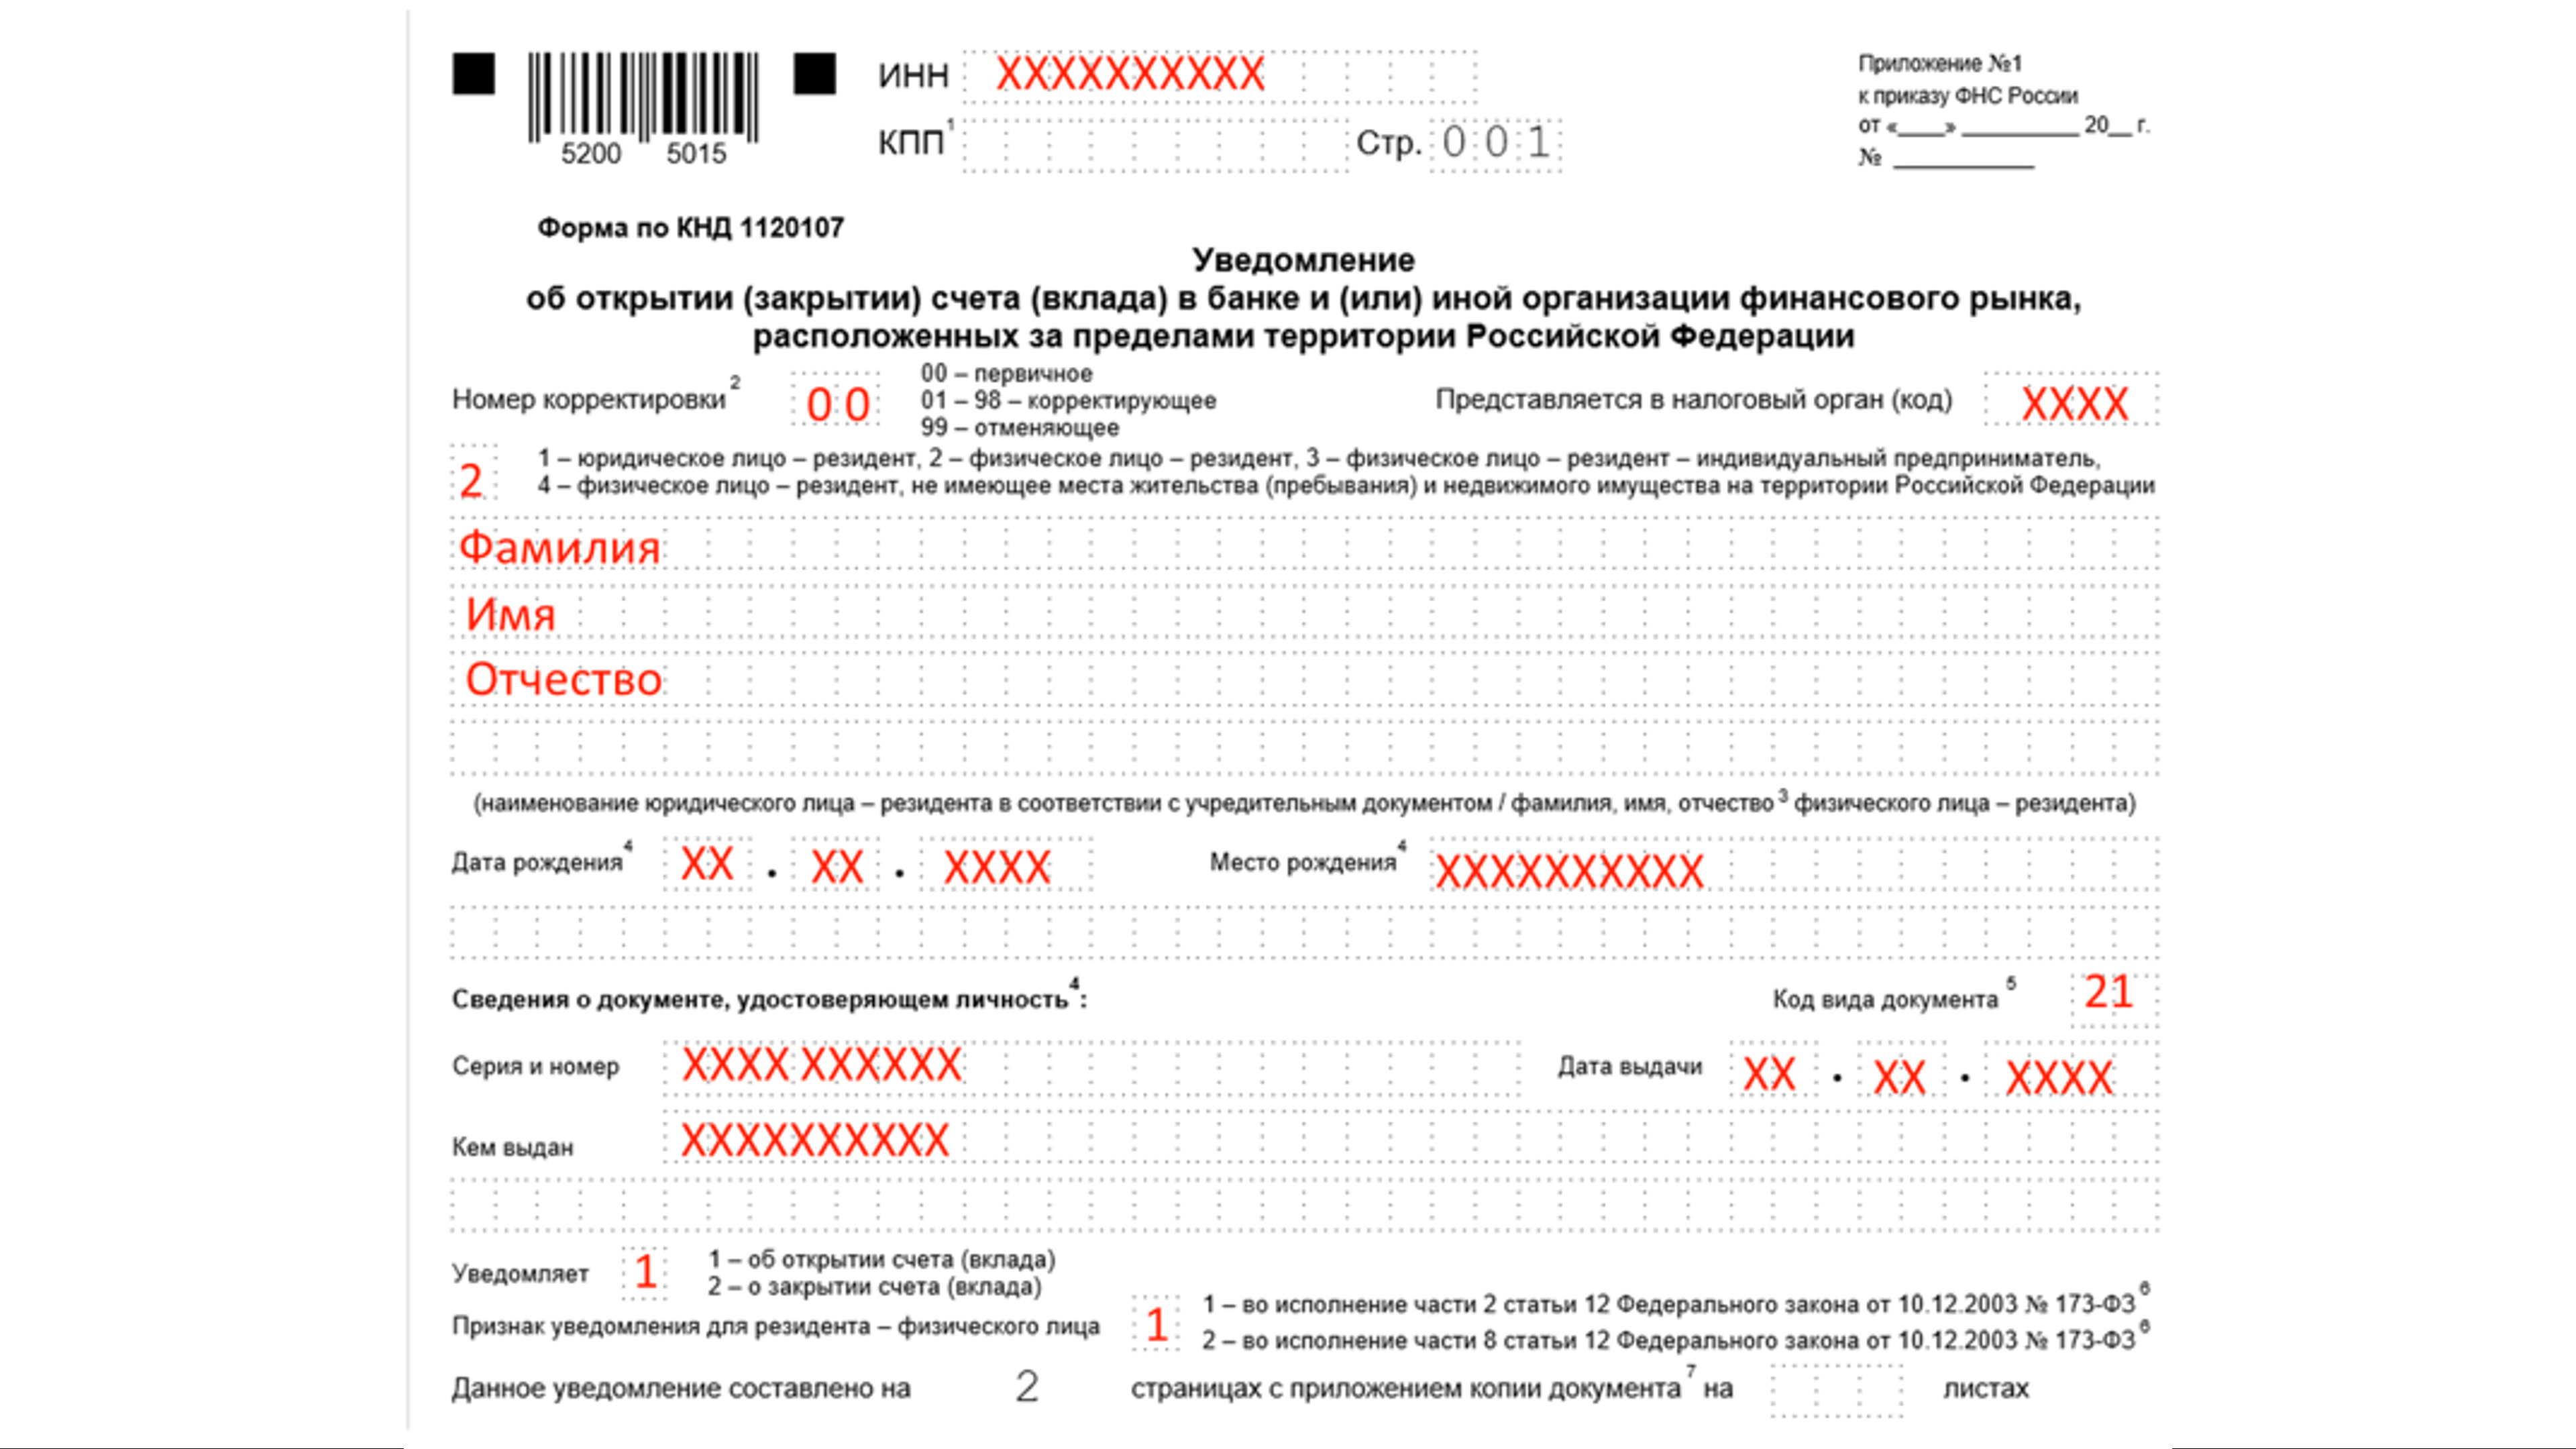 5200 5015
ИНН XXXXXXXXXX
КПП1 Стр. 001
Приложение №1
к приказу ФНС России
от «____» __________ 20__ г.
№ ____________
Форма по КНД 1120107
Уведомление
об открытии (закрытии) счета (вклада) в банке и (или) иной организации финансового рынка,
расположенных за пределами территории Российской Федерации
Номер корректировки2 00
00 – первичное
01 – 98 – корректирующее
99 – отменяющее
Представляется в налоговый орган (код) XXXX
2
1 – юридическое лицо – резидент, 2 – физическое лицо – резидент, 3 – физическое лицо – резидент – индивидуальный предприниматель,
4 – физическое лицо – резидент, не имеющее места жительства (пребывания) и недвижимого имущества на территории Российской Федерации
Фамилия
Имя
Отчество
(наименование юридического лица – резидента в соответствии с учредительным документом / фамилия, имя, отчество3 физического лица – резидента)
Дата рождения4 XX . XX . XXXX Место рождения4 XXXXXXXXXX
Сведения о документе, удостоверяющем личность4: Код вида документа5 21
Серия и номер XXXX XXXXXX Дата выдачи XX . XX . XXXX
Кем выдан XXXXXXXXXX
Уведомляет 1
1 – об открытии счета (вклада)
2 – о закрытии счета (вклада)
Признак уведомления для резидента – физического лица 1
1 – во исполнение части 2 статьи 12 Федерального закона от 10.12.2003 № 173-ФЗ6
2 – во исполнение части 8 статьи 12 Федерального закона от 10.12.2003 № 173-ФЗ6
Данное уведомление составлено на 2 страницах с приложением копии документа7 на листах